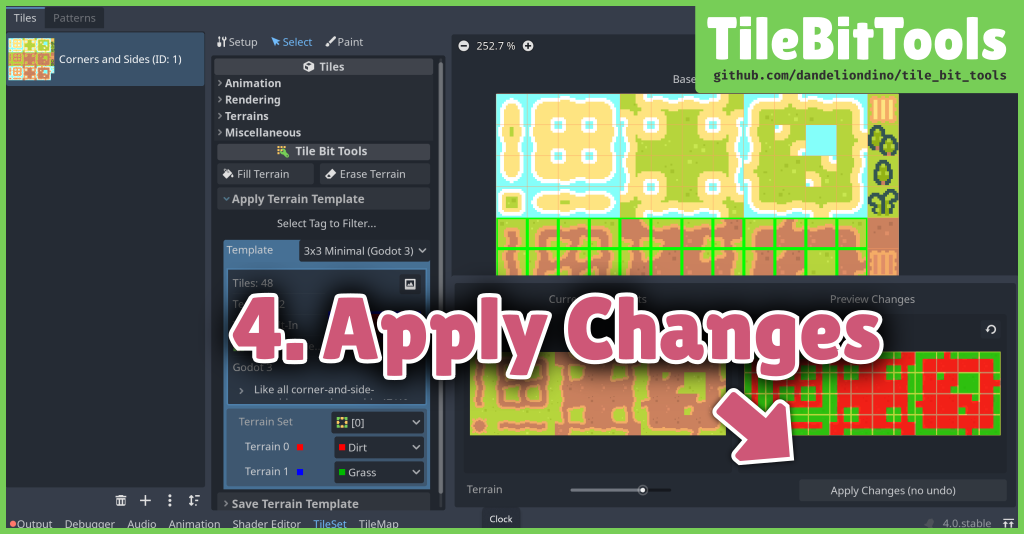 Tiles
Patterns
Corners and Sides (ID: 1)
Setup
Select
Paint
Tiles
Animation
Rendering
Terrains
Miscellaneous
Tile Bit Tools
Fill Terrain
Erase Terrain
Apply Terrain Template
Select Tag to Filter...
Template
3x3 Minimal (Godot 3)
Tiles: 48
Godot 3
Like all corner-and-side-
Terrain Set
[0]
Terrain 0
Dirt
Terrain 1
Grass
Save Terrain Template
252.7 %
Base
TileBitTools
github.com/dandeliondino/tile_bit_tools
Preview Changes
4. Apply Changes
Terrain
Apply Changes (no undo)
Output
Debugger
Audio
Animation
Shader Editor
TileSet
TileMap
Clock
4.0.stable